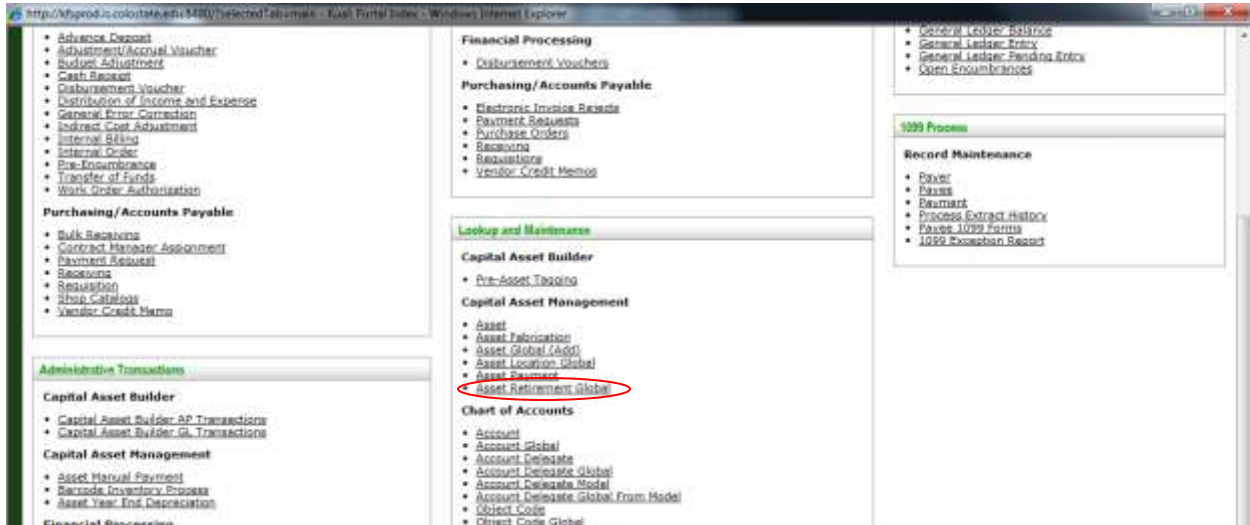 http://kfsprod.is.colostate.edu:8480/?selectedTab=main - Kuali Portal Index - Windows Internet Explorer
Advance Deposit
Adjustment/Accrual Voucher
Budget Adjustment
Cash Receipt
Disbursement Voucher
Distribution of Income and Expense
General Error Correction
Indirect Cost Adjustment
Internal Billing
Internal Order
Pre-Encumbrance
Transfer of Funds
Work Order Authorization
Purchasing/Accounts Payable
Bulk Receiving
Contract Manager Assignment
Payment Request
Receiving
Requisition
Shop Catalogs
Vendor Credit Memo
Administrative Transactions
Capital Asset Builder
Capital Asset Builder AP Transactions
Capital Asset Builder GL Transactions
Capital Asset Management
Asset Manual Payment
Barcode Inventory Process
Asset Year End Depreciation
Financial Processing
Financial Processing
Disbursement Vouchers
Purchasing/Accounts Payable
Electronic Invoice Rejects
Payment Requests
Purchase Orders
Receiving
Requisitions
Vendor Credit Memos
Lookup and Maintenance
Capital Asset Builder
Pre-Asset Tagging
Capital Asset Management
Asset
Asset Fabrication
Asset Global (Add)
Asset Location Global
Asset Payment
Asset Retirement Global
Chart of Accounts
Account
Account Global
Account Delegate
Account Delegate Global
Account Delegate Model
Account Delegate Global From Model
Object Code
Object Code Global
General Ledger Balance
General Ledger Entry
General Ledger Pending Entry
Open Encumbrances
1099 Process
Record Maintenance
Payer
Payee
Payment
Process Extract History
Payee 1099 Forms
1099 Exception Report